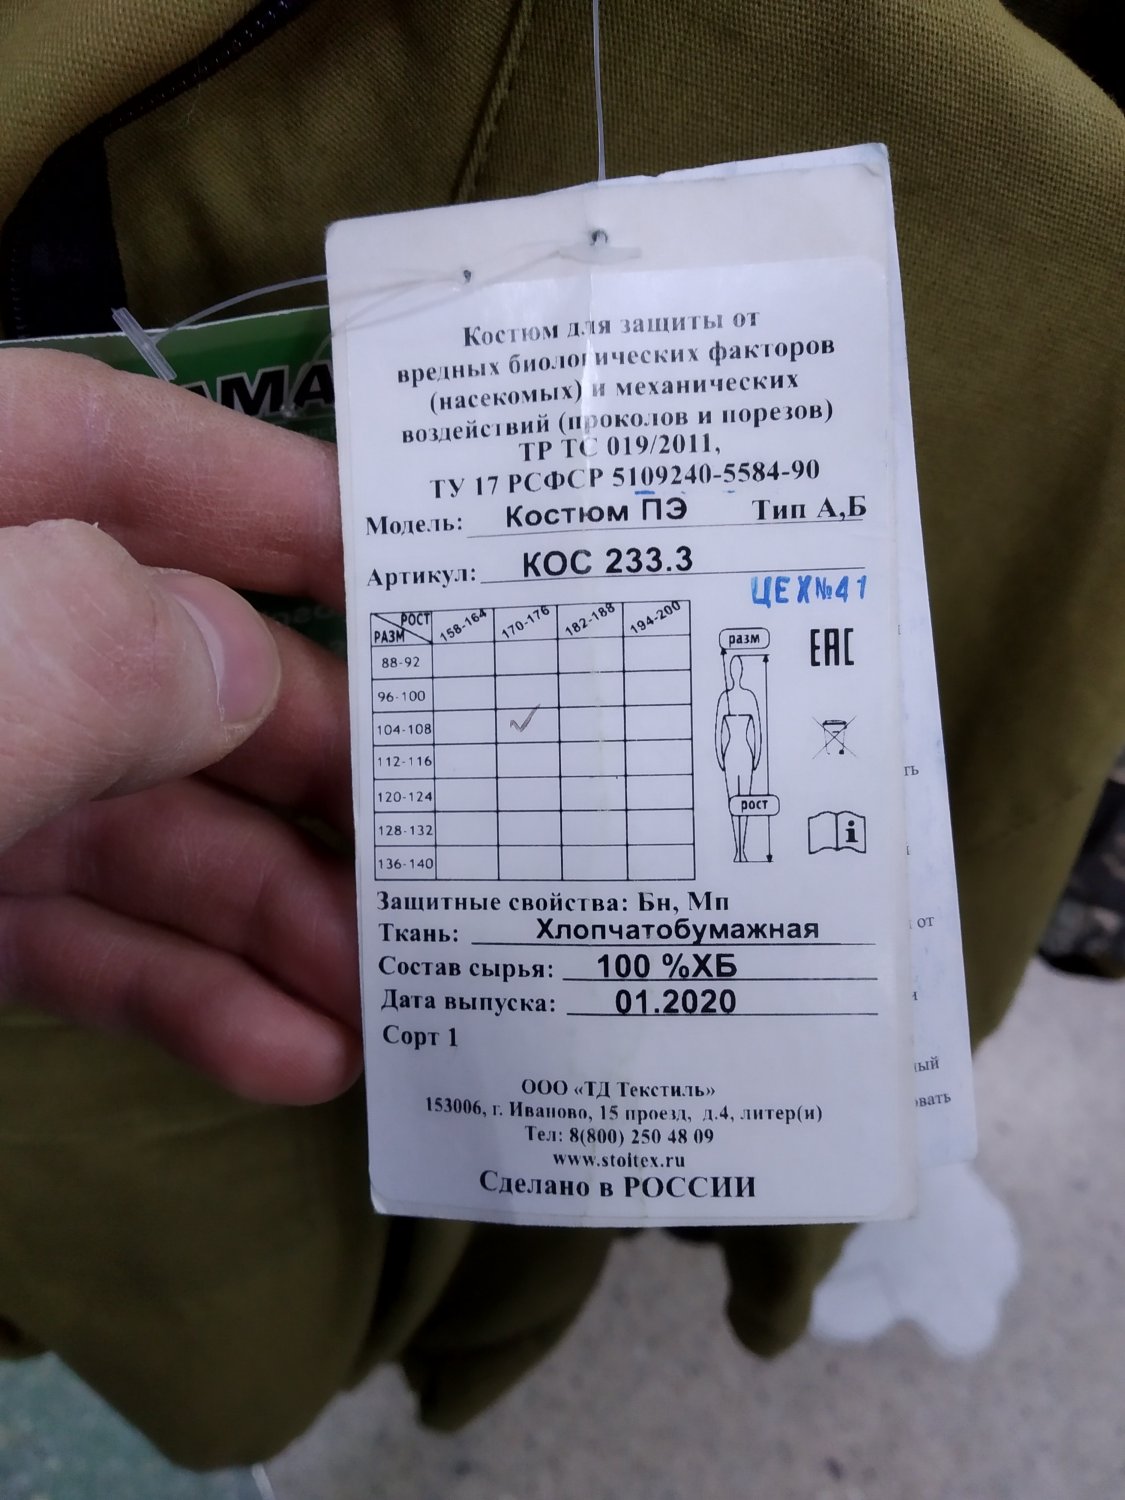 Костюм для защиты от
вредных биологических факторов
(насекомых) и механических
воздействий (проколов и порезов)
ТР ТС 019/2011,
ТУ 17 РСФСР 5109240-5584-90
Модель: Костюм ПЭ Тип А,Б
Артикул: КОС 233.3
ЦЕХ№41
РОСТ
РАЗМ 158-164 170-176 182-188 194-200
88-92
96-100
104-108 ✓
112-116
120-124
128-132
136-140
разм
рост
EAC
i
Защитные свойства: Бн, Мп
Ткань: Хлопчатобумажная
Состав сырья: 100 %ХБ
Дата выпуска: 01.2020
Сорт 1
ООО «ТД Текстиль»
153006, г. Иваново, 15 проезд, д.4, литер(и)
Тел: 8(800) 250 48 09
www.stoitex.ru
Сделано в РОССИИ
от